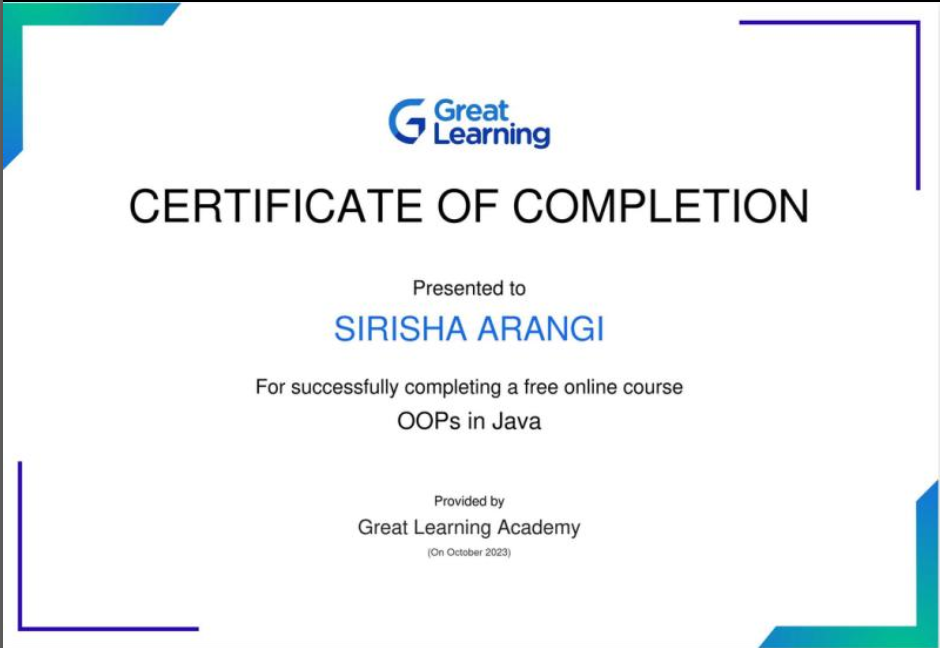 Great
Learning
CERTIFICATE OF COMPLETION
Presented to
SIRISHA ARANGI
For successfully completing a free online course
OOPs in Java
Provided by
Great Learning Academy
(On October 2023)